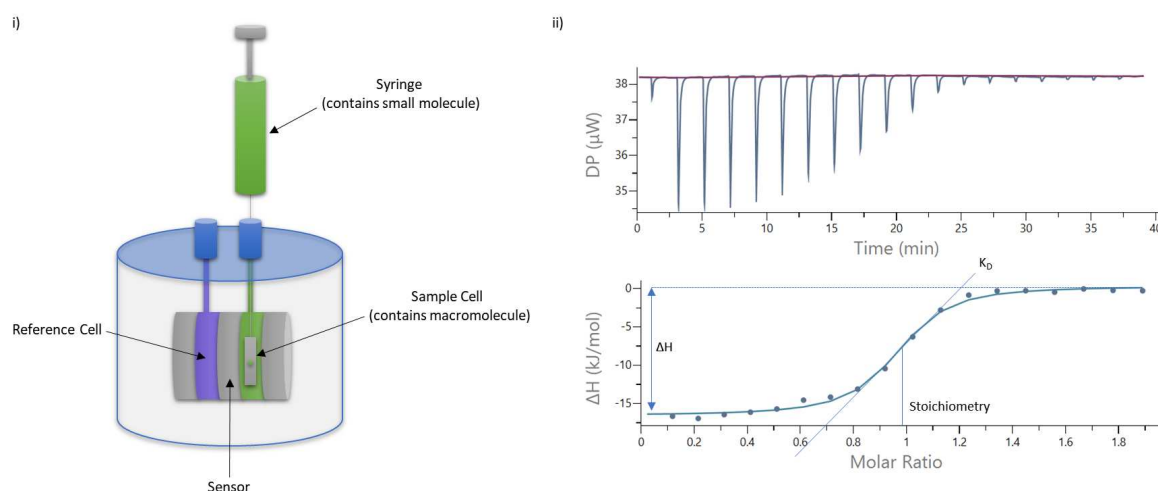 i)
Syringe
(contains small molecule)
Sample Cell
(contains macromolecule)
Reference Cell
Sensor
ii)
38
37
36
35
DP (µW)
0
5
10
15
20
25
30
35
40
Time (min)
K_D
0
-5
-10
-15
ΔH (kJ/mol)
ΔH
Stoichiometry
0
0.2
0.4
0.6
0.8
1
1.2
1.4
1.6
1.8
Molar Ratio